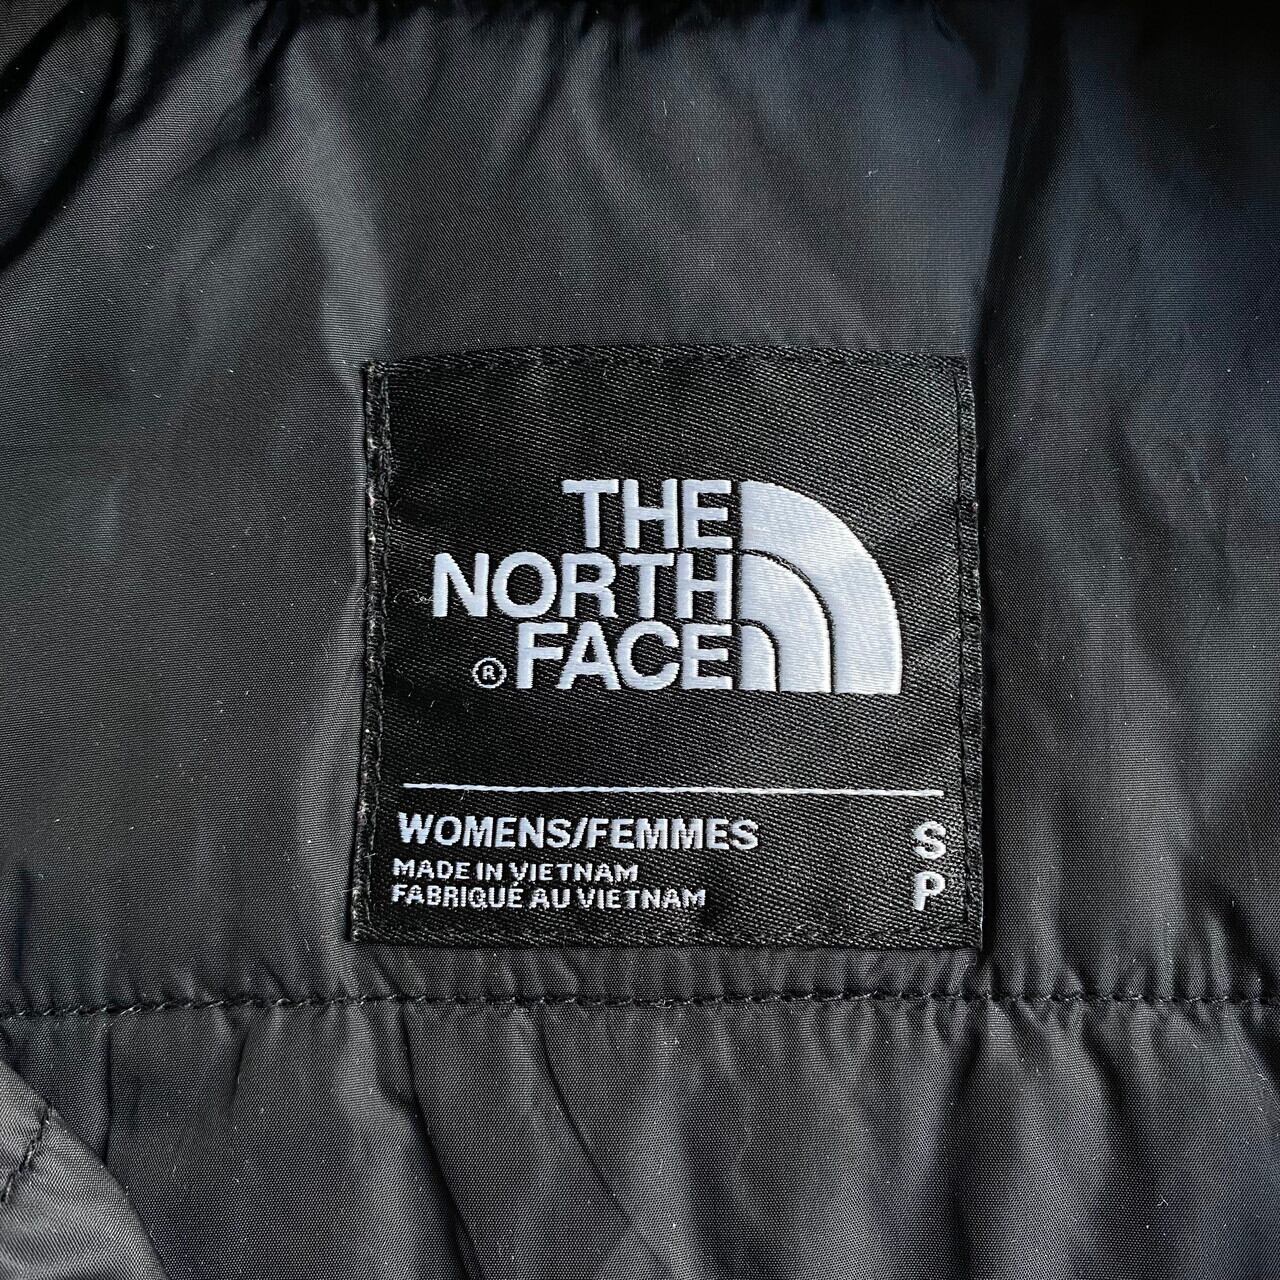 THE
NORTH
® FACE
WOMENS/FEMMES S
MADE IN VIETNAM
FABRIQUÉ AU VIETNAM P